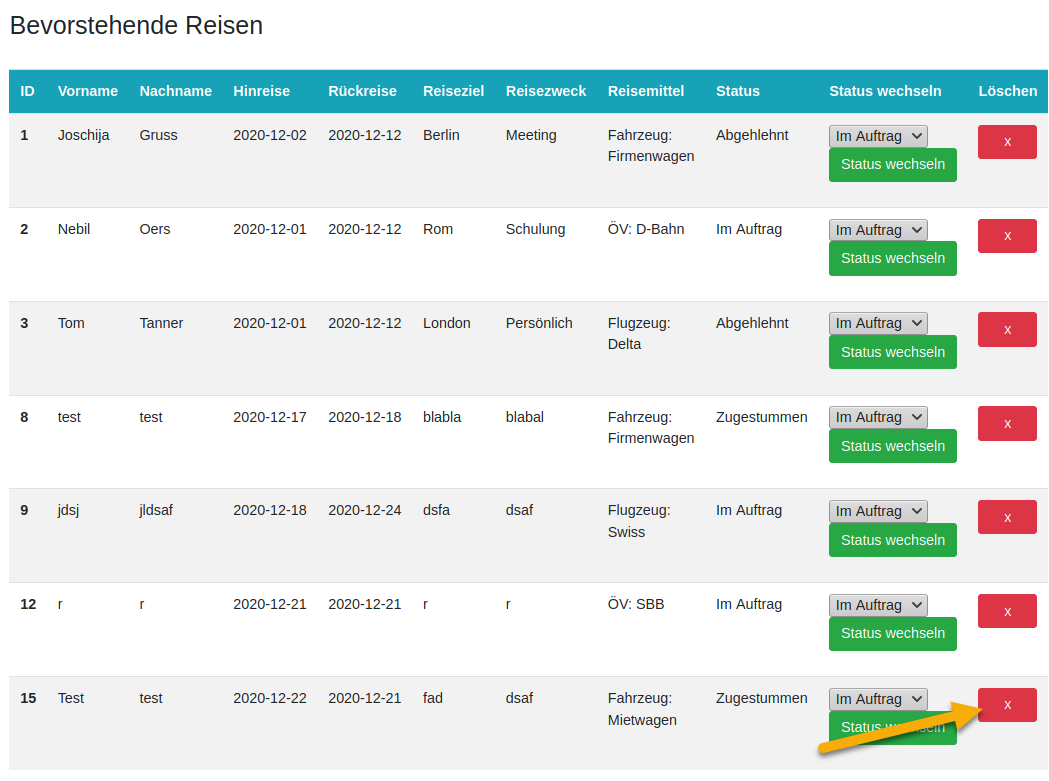 Bevorstehende Reisen
ID Vorname Nachname Hinreise Rückreise Reiseziel Reisezweck Reisemittel Status Status wechseln Löschen
1 Joschija Gruss 2020-12-02 2020-12-12 Berlin Meeting Fahrzeug: Abgehlehnt Im Auftrag x
Firmenwagen Status wechseln
2 Nebil Oers 2020-12-01 2020-12-12 Rom Schulung ÖV: D-Bahn Im Auftrag Im Auftrag x
Status wechseln
3 Tom Tanner 2020-12-01 2020-12-12 London Persönlich Flugzeug: Abgehlehnt Im Auftrag x
Delta Status wechseln
8 test test 2020-12-17 2020-12-18 blabla blabal Fahrzeug: Zugestummen Im Auftrag x
Firmenwagen Status wechseln
9 jdsj jldsaf 2020-12-18 2020-12-24 dsfa dsaf Flugzeug: Im Auftrag Im Auftrag x
Swiss Status wechseln
12 r r 2020-12-21 2020-12-21 r r ÖV: SBB Im Auftrag Im Auftrag x
Status wechseln
15 Test test 2020-12-22 2020-12-21 fad dsaf Fahrzeug: Zugestummen Im Auftrag x
Mietwagen Status wechseln